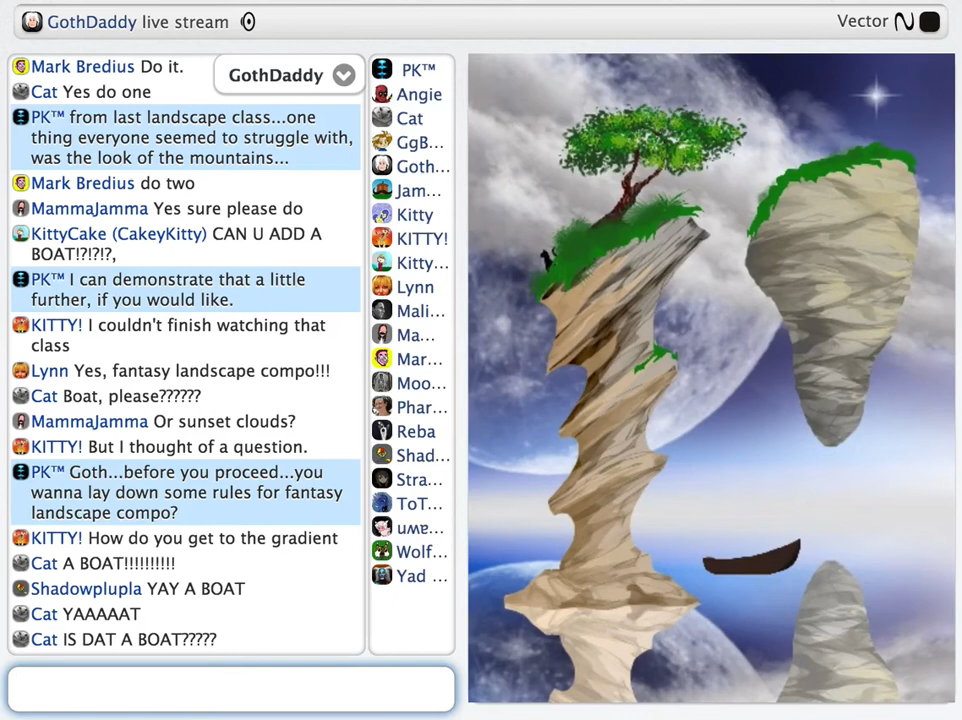 GothDaddy live stream
Vector
GothDaddy
Mark Bredius Do it.
Cat Yes do one
PK™ from last landscape class...one
thing everyone seemed to struggle with,
was the look of the mountains...
Mark Bredius do two
MammaJamma Yes sure please do
KittyCake (CakeyKitty) CAN U ADD A
BOAT!?!?!?,
PK™ I can demonstrate that a little
further, if you would like.
KITTY! I couldn't finish watching that
class
Lynn Yes, fantasy landscape compo!!!
Cat Boat, please??????
MammaJamma Or sunset clouds?
KITTY! But I thought of a question.
PK™ Goth...before you proceed...you
wanna lay down some rules for fantasy
landscape compo?
KITTY! How do you get to the gradient
Cat A BOAT!!!!!!!!!!
Shadowplupla YAY A BOAT
Cat YAAAAAT
Cat IS DAT A BOAT?????
PK™
Angie
Cat
GgB...
Goth...
Jam...
Kitty
KITTY!
Kitty...
Lynn
Mali...
Ma...
Mar...
Moo...
Phar...
Reba
Shad...
Stra...
ToT...
uwɐ...
Wolf...
Yad ...